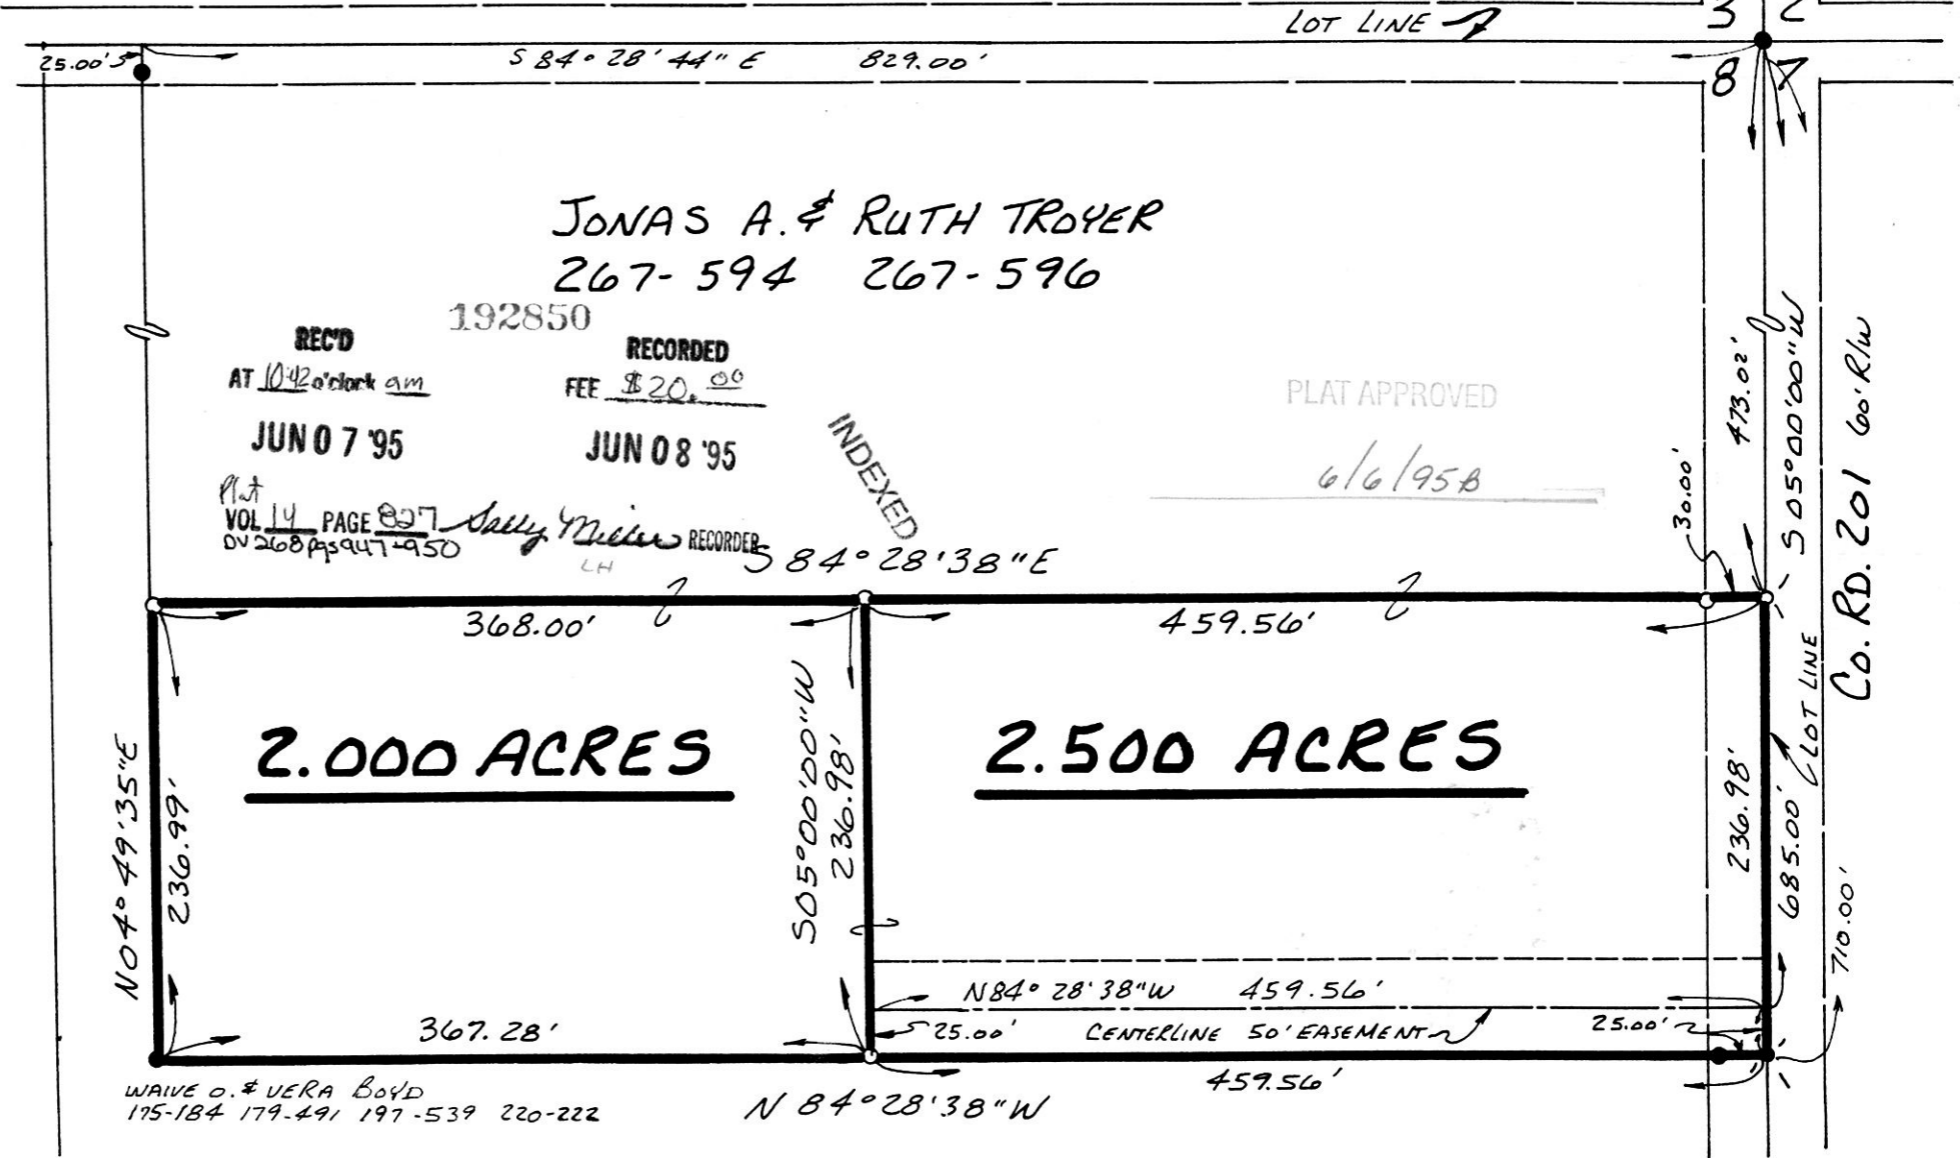 LOT LINE
3 2
25.00'
S 84° 28' 44" E 829.00'
8 7
JONAS A. & RUTH TROYER
267-594 267-596
192850
REC'D
AT 10:42 o'clock am
JUN 07 '95
RECORDED
FEE $20.00
JUN 08 '95
INDEXED
PLAT APPROVED
6/6/95B
Plat
VOL 14 PAGE 827 Sally Miller RECORDER
DV 268 pgs 947-950
LH
30.00'
473.02'
S 05° 00' 00" W
CO. RD. 201 60' R/W
S 84° 28' 38" E
368.00'
459.56'
2.000 ACRES
2.500 ACRES
N 04° 49' 35" E
236.99'
S 05° 00' 00" W
236.98'
236.98'
685.00'
LOT LINE
710.00'
N 84° 28' 38" W 459.56'
25.00' CENTERLINE 50' EASEMENT 25.00'
367.28'
459.56'
N 84° 28' 38" W
WAIVE O. & VERA BOYD
175-184 179-491 197-539 220-222